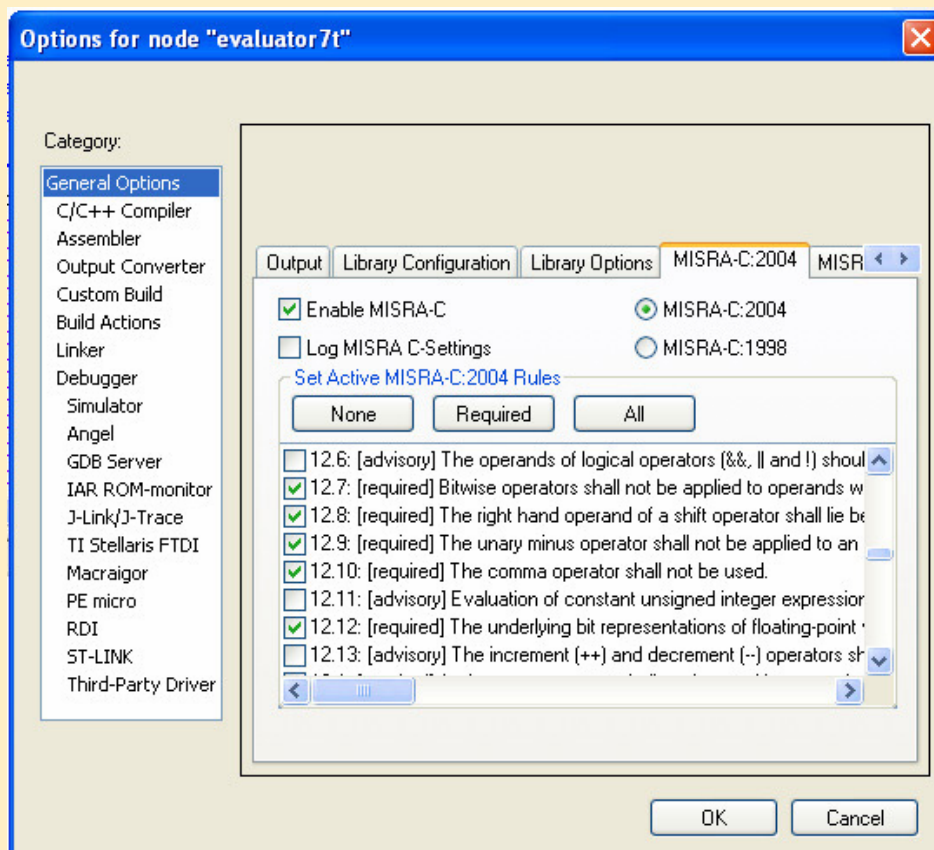 Options for node "evaluator7t"
Category:
General Options
C/C++ Compiler
Assembler
Output Converter
Custom Build
Build Actions
Linker
Debugger
Simulator
Angel
GDB Server
IAR ROM-monitor
J-Link/J-Trace
TI Stellaris FTDI
Macraigor
PE micro
RDI
ST-LINK
Third-Party Driver
Output Library Configuration Library Options MISRA-C:2004 MISR
Enable MISRA-C MISRA-C:2004
Log MISRA C-Settings MISRA-C:1998
Set Active MISRA-C:2004 Rules
None Required All
12.6: [advisory] The operands of logical operators (&&, || and !) shoul
12.7: [required] Bitwise operators shall not be applied to operands w
12.8: [required] The right hand operand of a shift operator shall lie be
12.9: [required] The unary minus operator shall not be applied to an
12.10: [required] The comma operator shall not be used.
12.11: [advisory] Evaluation of constant unsigned integer expression
12.12: [required] The underlying bit representations of floating-point
12.13: [advisory] The increment (++) and decrement (--) operators sh
OK Cancel